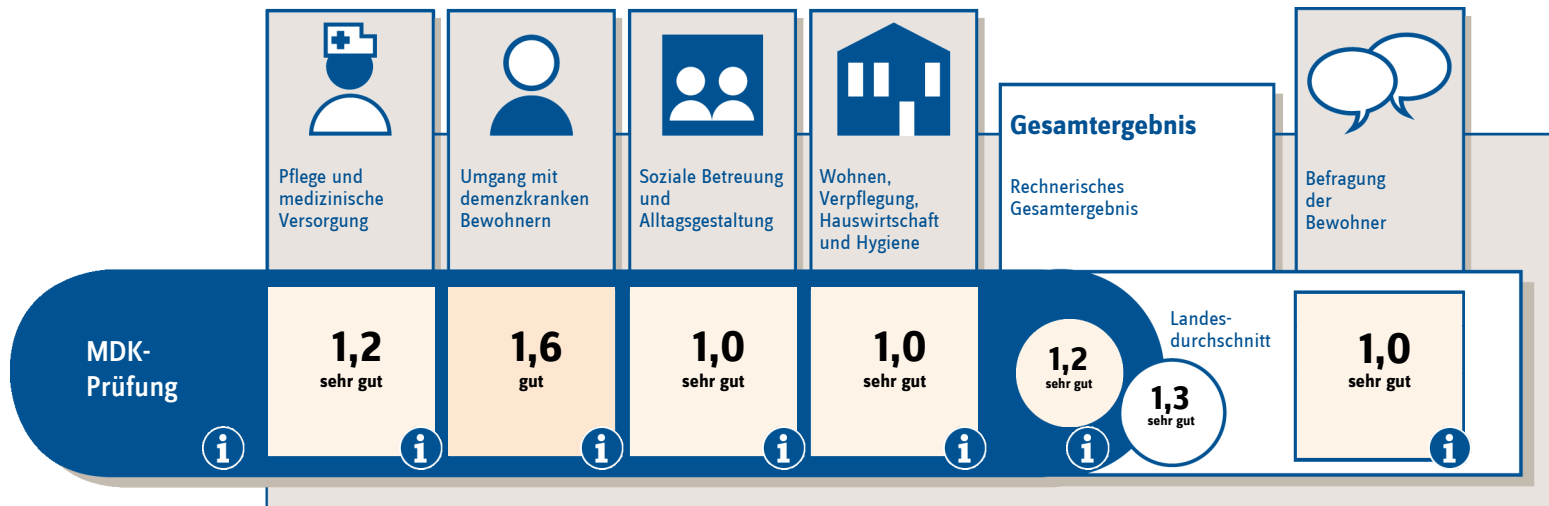 Pflege und
medizinische
Versorgung
Umgang mit
demenzkranken
Bewohnern
Soziale Betreuung
und
Alltagsgestaltung
Wohnen,
Verpflegung,
Hauswirtschaft
und Hygiene
Gesamtergebnis
Rechnerisches
Gesamtergebnis
Befragung
der
Bewohner
MDK-
Prüfung
i
1,2
sehr gut
i
1,6
gut
i
1,0
sehr gut
i
1,0
sehr gut
i
1,2
sehr gut
i
Landes-
durchschnitt
1,3
sehr gut
1,0
sehr gut
i